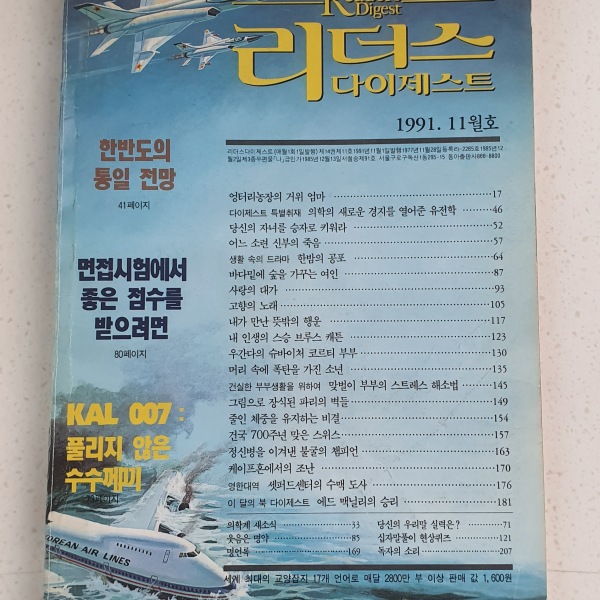 Reader's
Digest
리더스
다이제스트
1991. 11월호
한반도의
통일 전망
41페이지
면접시험에서
좋은 점수를
받으려면
80페이지
KAL 007:
풀리지 않은
수수께끼
엉터리농장의 거위 엄마 17
다이제스트 특별취재 의학의 새로운 경지를 열어준 유전학 46
당신의 자녀를 승자로 키워라 52
어느 소련 신부의 죽음 57
생활 속의 드라마 한밤의 공포 64
바다밑에 숲을 가꾸는 여인 87
사랑의 대가 93
고향의 노래 105
내가 만난 뜻밖의 행운 117
내 인생의 스승 브루스 캐튼 123
우간다의 슈바이처 코르티 부부 130
머리 속에 폭탄을 가진 소년 135
건실한 부부생활을 위하여 맞벌이 부부의 스트레스 해소법 145
그림으로 장식된 파리의 벽들 149
줄인 체중을 유지하는 비결 154
건국 700주년 맞은 스위스 157
정신병을 이겨낸 불굴의 챔피언 163
케이프혼에서의 조난 170
영한대역 셋퍼드센터의 수맥 도사 176
이 달의 북 다이제스트 에드 맥닐리의 승리 181
의학계 새소식 33
웃음은 명약 85
명언록 169
당신의 우리말 실력은? 71
십자말풀이 현상퀴즈 121
독자의 소리 207
KOREAN AIR LINES
세계 최대의 교양잡지 17개 언어로 매달 2800만 부 이상 판매 값 1,600원